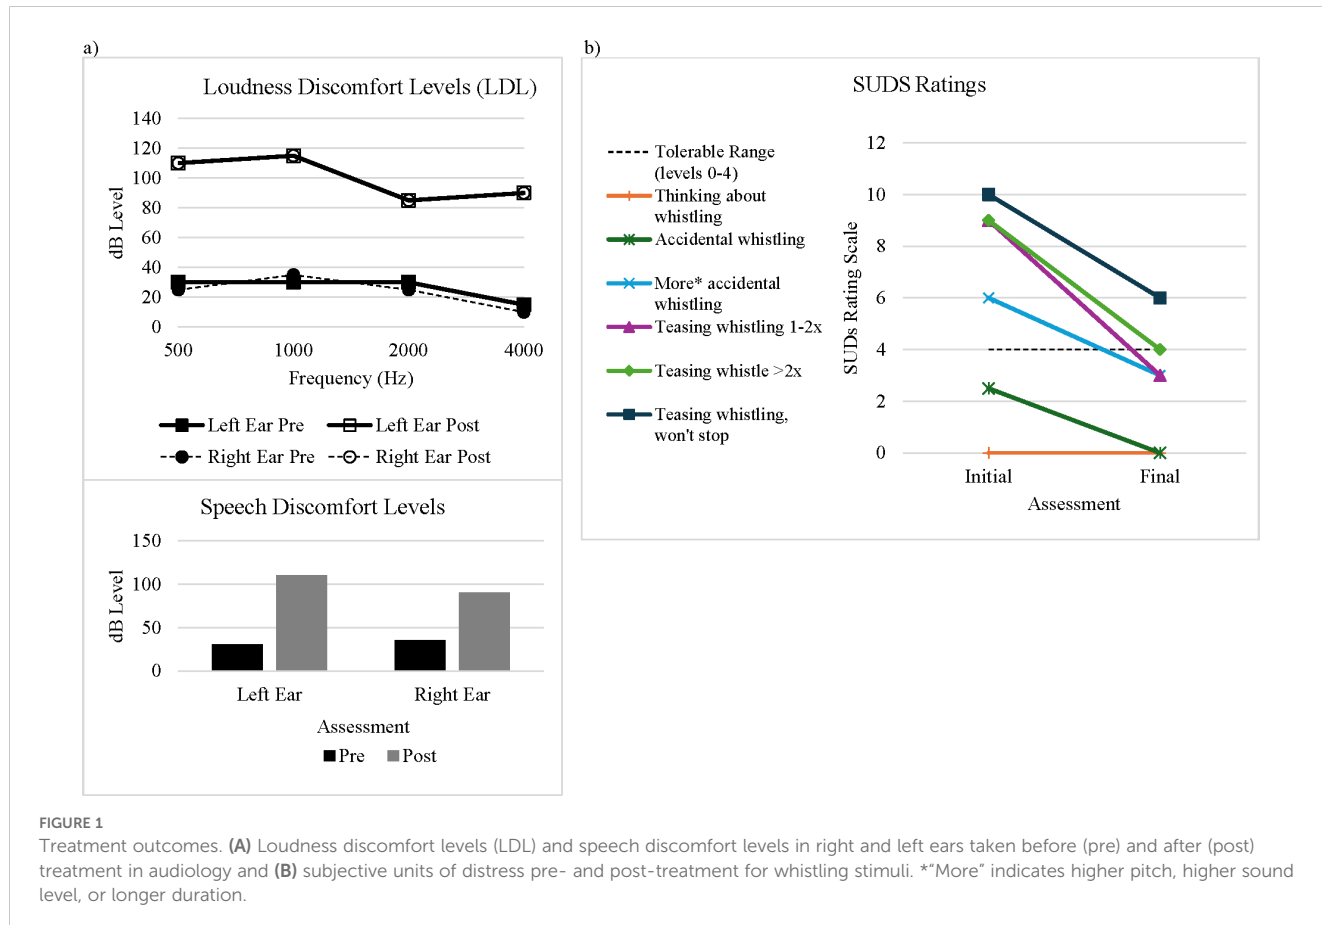 a)
Loudness Discomfort Levels (LDL)
140
120
100
80
60
40
20
0
dB Level
500 1000 2000 4000
Frequency (Hz)
Left Ear Pre Left Ear Post
Right Ear Pre Right Ear Post
Speech Discomfort Levels
150
100
50
0
dB Level
Left Ear Right Ear
Assessment
Pre Post
b)
SUDS Ratings
Tolerable Range
(levels 0-4)
Thinking about
whistling
Accidental whistling
More* accidental
whistling
Teasing whistling 1-2x
Teasing whistle >2x
Teasing whistling,
won't stop
12
10
8
6
4
2
0
SUDs Rating Scale
Initial Final
Assessment
FIGURE 1
Treatment outcomes. (A) Loudness discomfort levels (LDL) and speech discomfort levels in right and left ears taken before (pre) and after (post)
treatment in audiology and (B) subjective units of distress pre- and post-treatment for whistling stimuli. *“More” indicates higher pitch, higher sound
level, or longer duration.